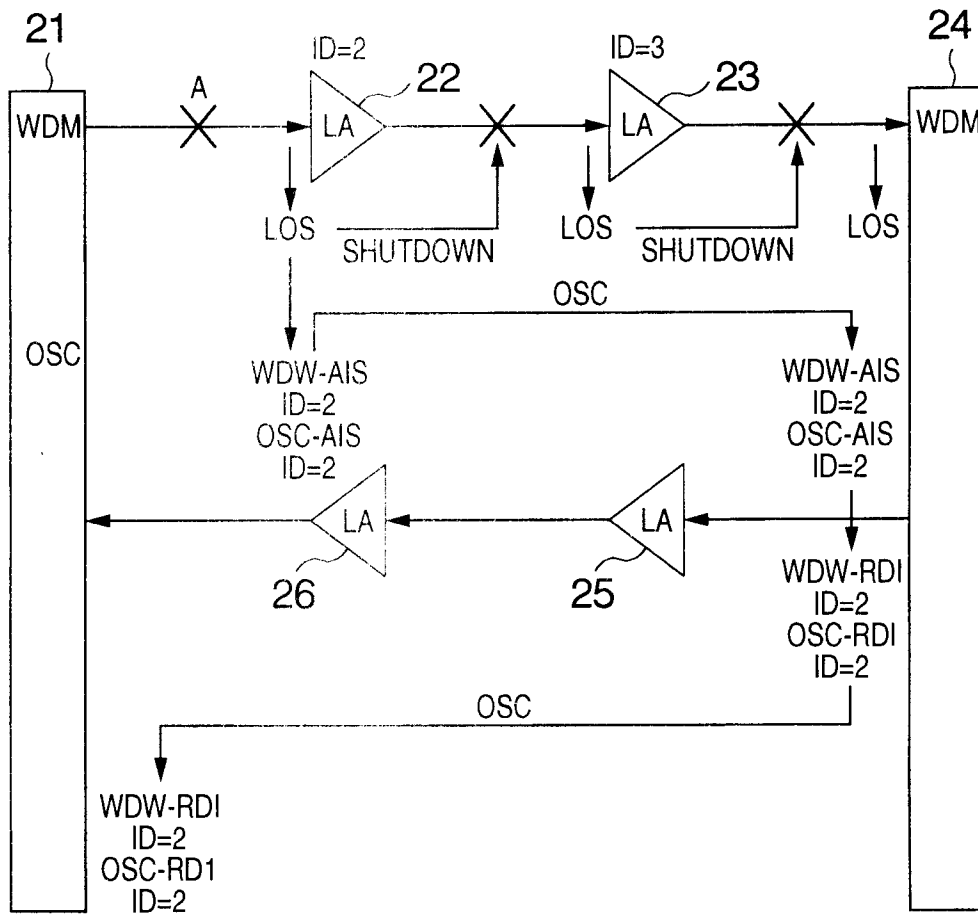 21
24
ID=2
ID=3
22
23
A
WDM
LA
LA
WDM
LOS
LOS
LOS
SHUTDOWN
SHUTDOWN
OSC
OSC
WDW-AIS
ID=2
OSC-AIS
ID=2
WDW-AIS
ID=2
OSC-AIS
ID=2
LA
LA
26
25
WDW-RDI
ID=2
OSC-RDI
ID=2
OSC
WDW-RDI
ID=2
OSC-RD1
ID=2